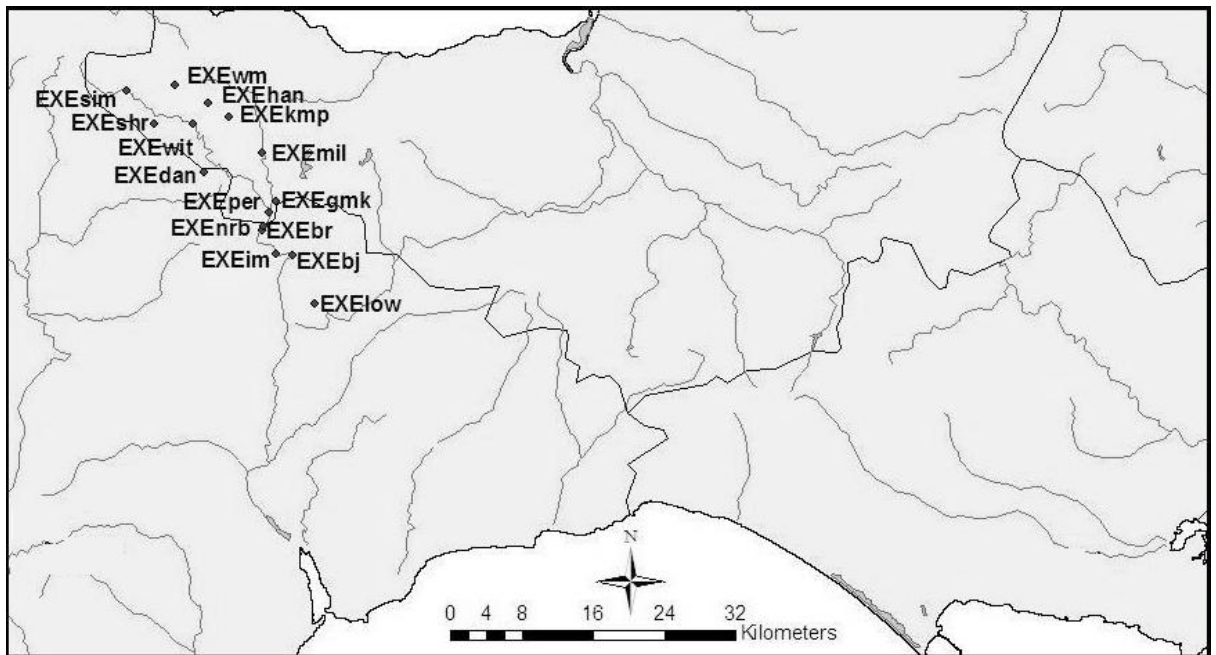 EXEwm
EXEsim
EXEhan
EXEshr
EXEkmp
EXEwit
EXEmil
EXEdan
EXEper
EXEgmk
EXEnrb
EXEbr
EXEim
EXEbj
EXElow
N
0 4 8 16 24 32
Kilometers